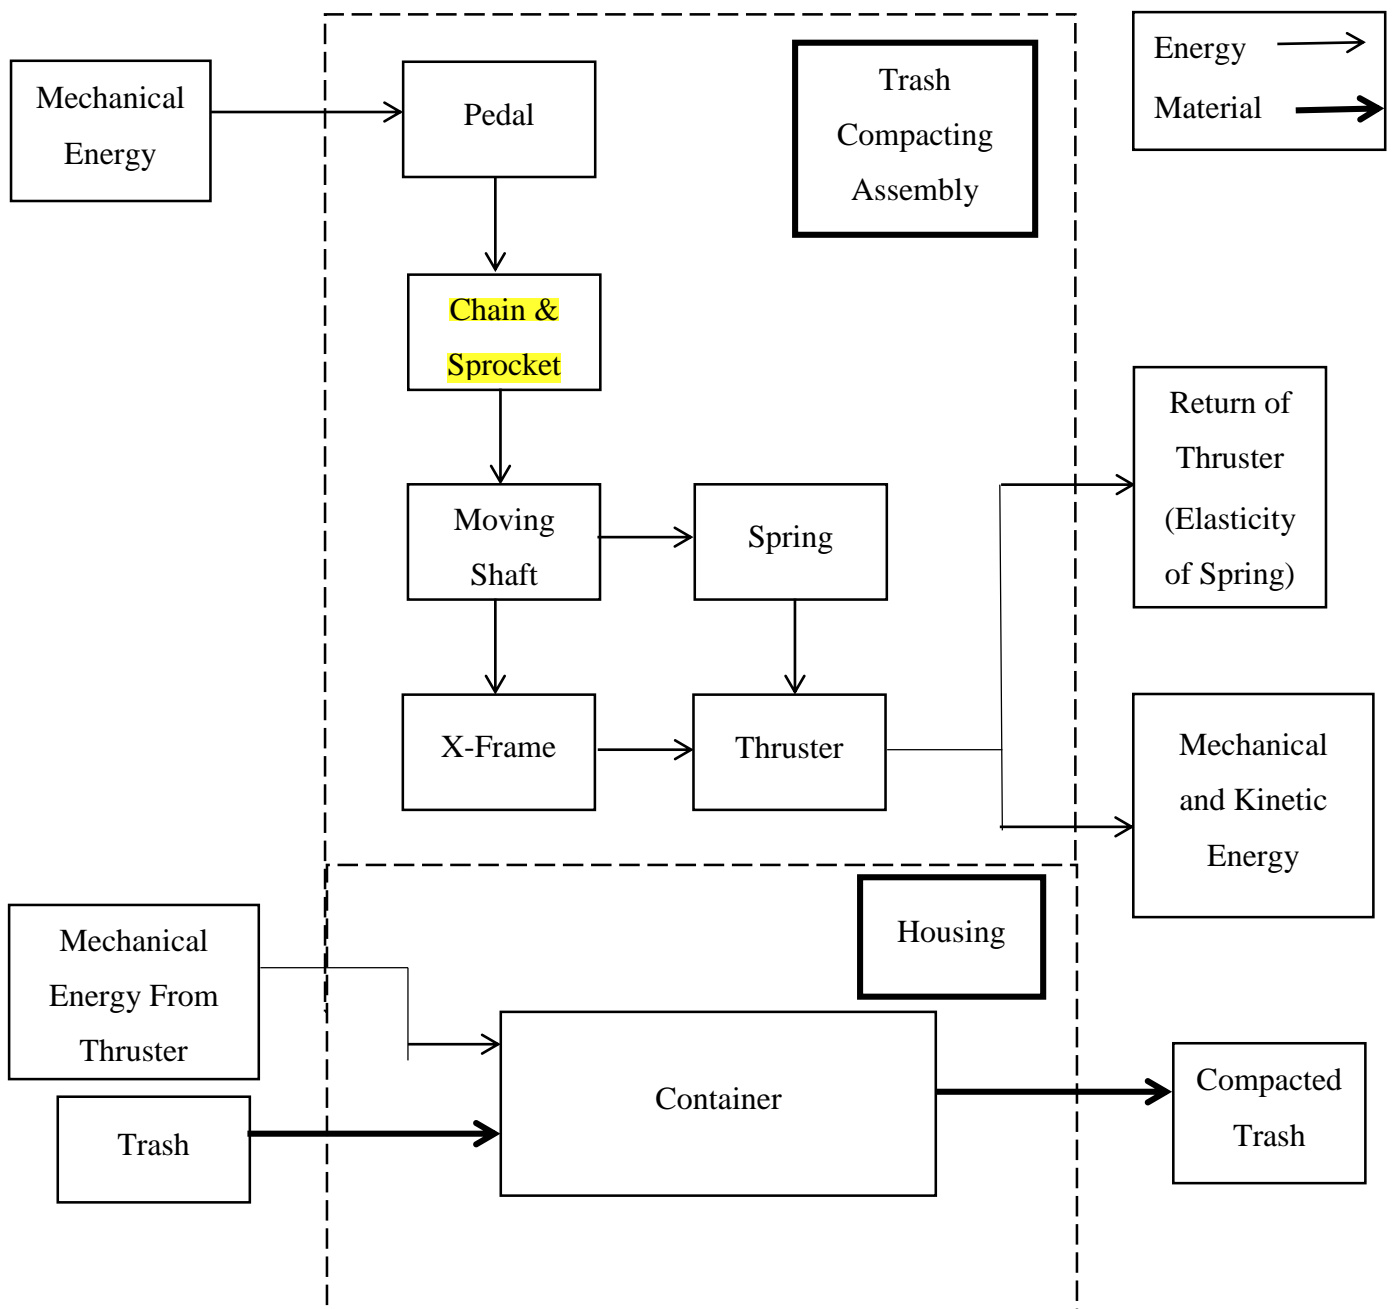 Mechanical
Energy
Pedal
Trash
Compacting
Assembly
Energy
Material
Chain &
Sprocket
Moving
Shaft
Spring
Return of
Thruster
(Elasticity
of Spring)
X-Frame
Thruster
Mechanical
and Kinetic
Energy
Housing
Mechanical
Energy From
Thruster
Trash
Container
Compacted
Trash